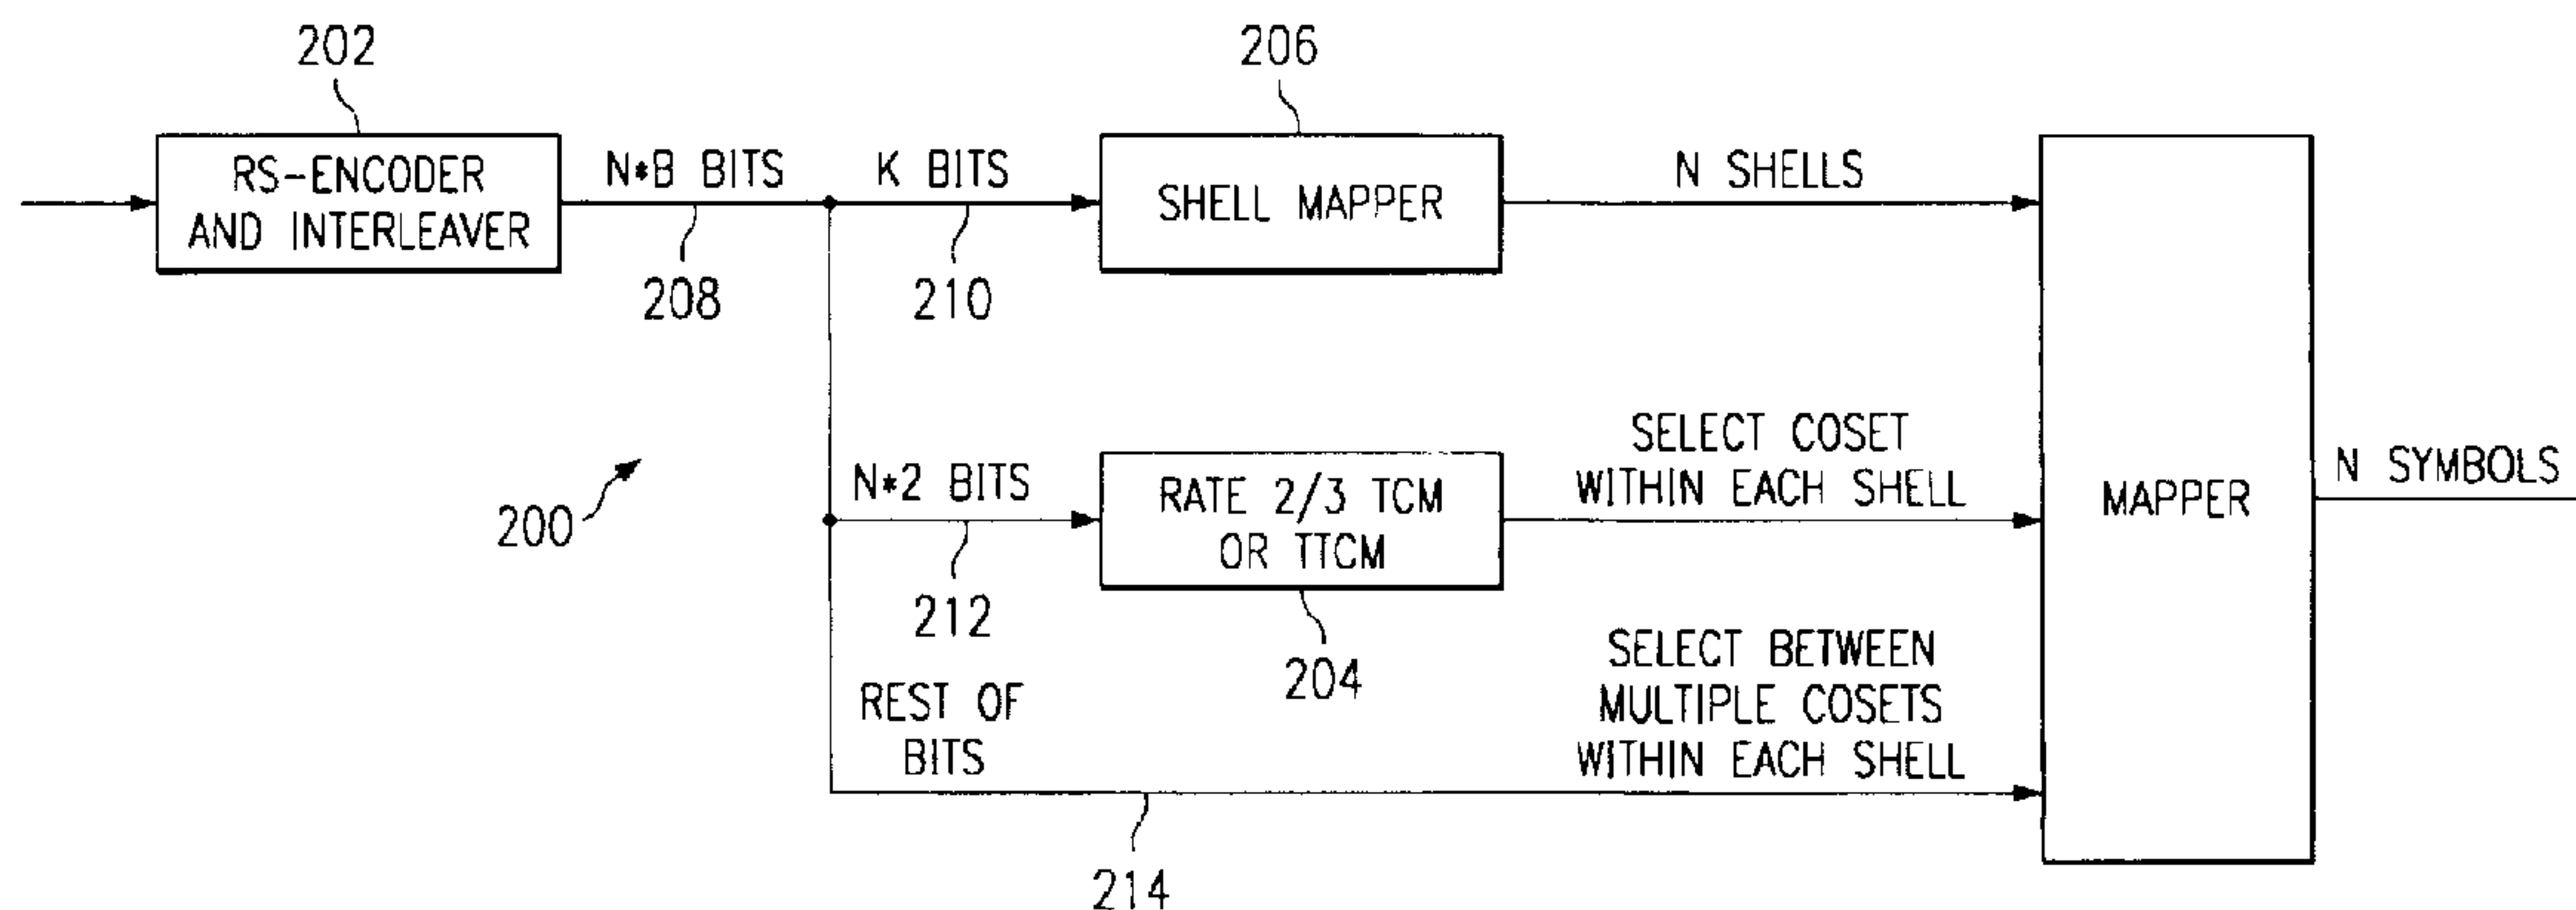 202
RS-ENCODER
AND INTERLEAVER
N*B BITS
208
K BITS
210
206
SHELL MAPPER
N SHELLS
200
N*2 BITS
212
RATE 2/3 TCM
OR TTCM
204
SELECT COSET
WITHIN EACH SHELL
REST OF
BITS
214
SELECT BETWEEN
MULTIPLE COSETS
WITHIN EACH SHELL
MAPPER
N SYMBOLS